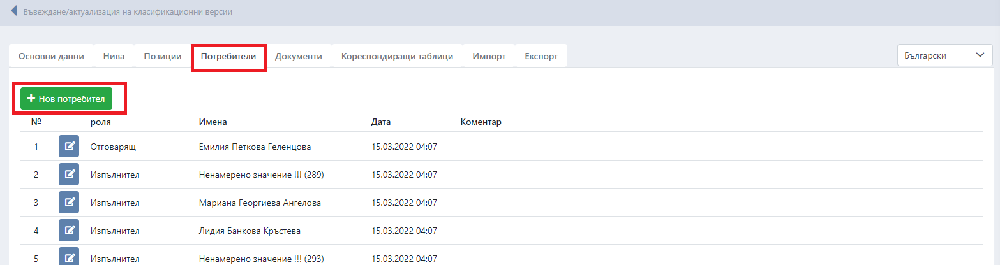 Въвеждане/актуализация на класификационни версии
Основни данни Нива Позиции Потребители Документи Кореспондиращи таблици Импорт Експорт Български
Нов потребител
№ роля Имена Дата Коментар
1 Отговарящ Емилия Петкова Геленцова 15.03.2022 04:07
2 Изпълнител Ненамерено значение !!! (289) 15.03.2022 04:07
3 Изпълнител Мариана Георгиева Ангелова 15.03.2022 04:07
4 Изпълнител Лидия Банкова Кръстева 15.03.2022 04:07
5 Изпълнител Ненамерено значение !!! (293) 15.03.2022 04:07